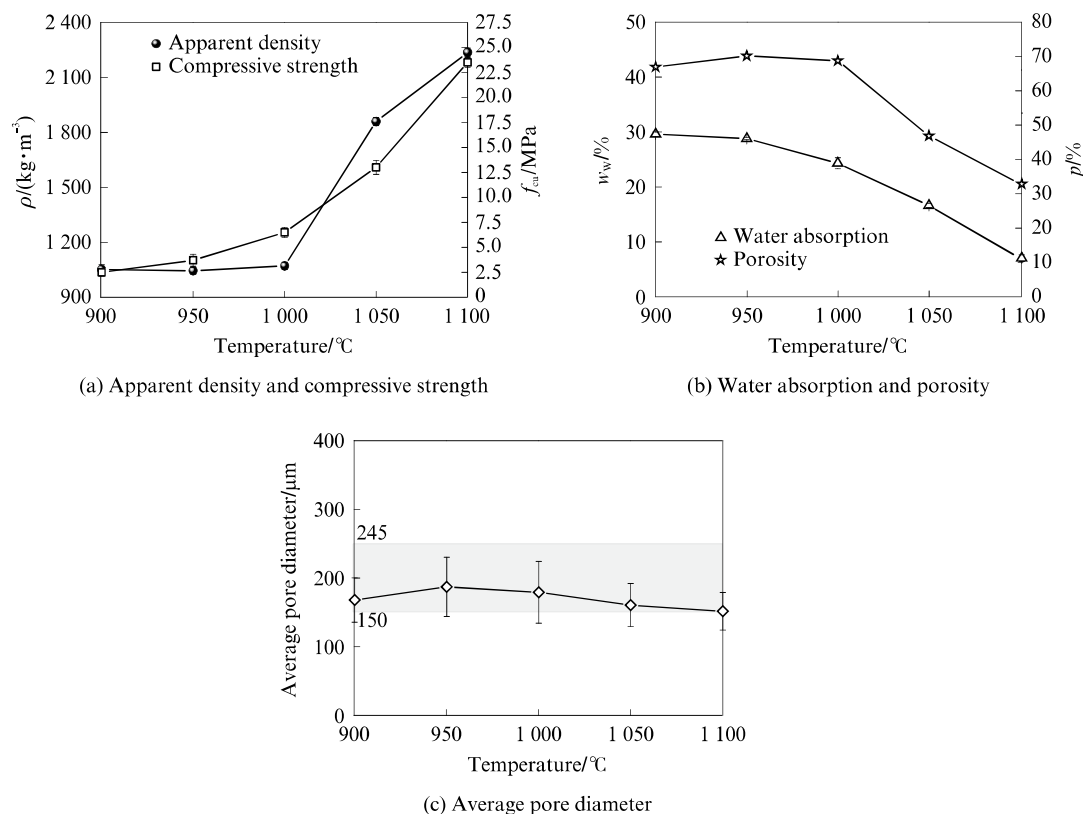 2 400
2 100
1 800
1 500
1 200
900
ρ/(kg·m⁻³)
Apparent density
Compressive strength
27.5
25.0
22.5
20.0
17.5
15.0
12.5
10.0
7.5
5.0
2.5
0
f_cu/MPa
900 950 1 000 1 050 1 100
Temperature/℃
(a) Apparent density and compressive strength
50
40
30
20
10
0
w_w/%
Water absorption
Porosity
80
70
60
50
40
30
20
10
0
p/%
900 950 1 000 1 050 1 100
Temperature/℃
(b) Water absorption and porosity
400
300
200
100
0
Average pore diameter/μm
245
150
900 950 1 000 1 050 1 100
Temperature/℃
(c) Average pore diameter